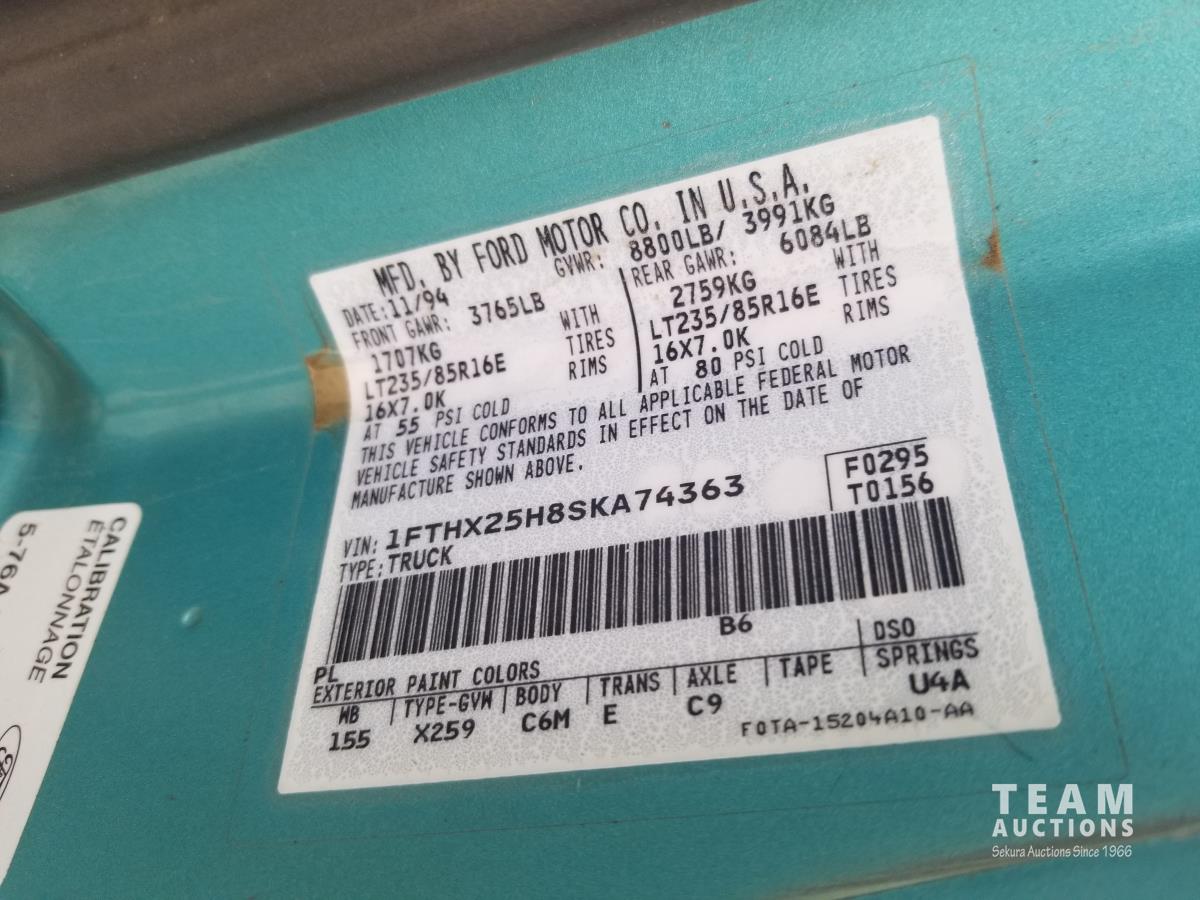 MFD. BY FORD MOTOR CO. IN U.S.A.
DATE: 11/94 GVWR: 8800LB/ 3991KG
FRONT GAWR: 3765LB
1707KG WITH
LT235/85R16E TIRES
16X7.0K RIMS
AT 55 PSI COLD
REAR GAWR: 6084LB
2759KG WITH
LT235/85R16E TIRES
16X7.0K RIMS
AT 80 PSI COLD
THIS VEHICLE CONFORMS TO ALL APPLICABLE FEDERAL MOTOR
VEHICLE SAFETY STANDARDS IN EFFECT ON THE DATE OF
MANUFACTURE SHOWN ABOVE.
F0295
T0156
VIN: 1FTHX25H8SKA74363
TYPE: TRUCK
PL B6
EXTERIOR PAINT COLORS DSO
WB TYPE-GVW BODY TRANS AXLE TAPE SPRINGS
155 X259 C6M E C9 U4A
F0TA-15204A10-AA
CALIBRATION
ETALONNAGE
5-76A
TEAM
AUCTIONS
Sekura Auctions Since 1966